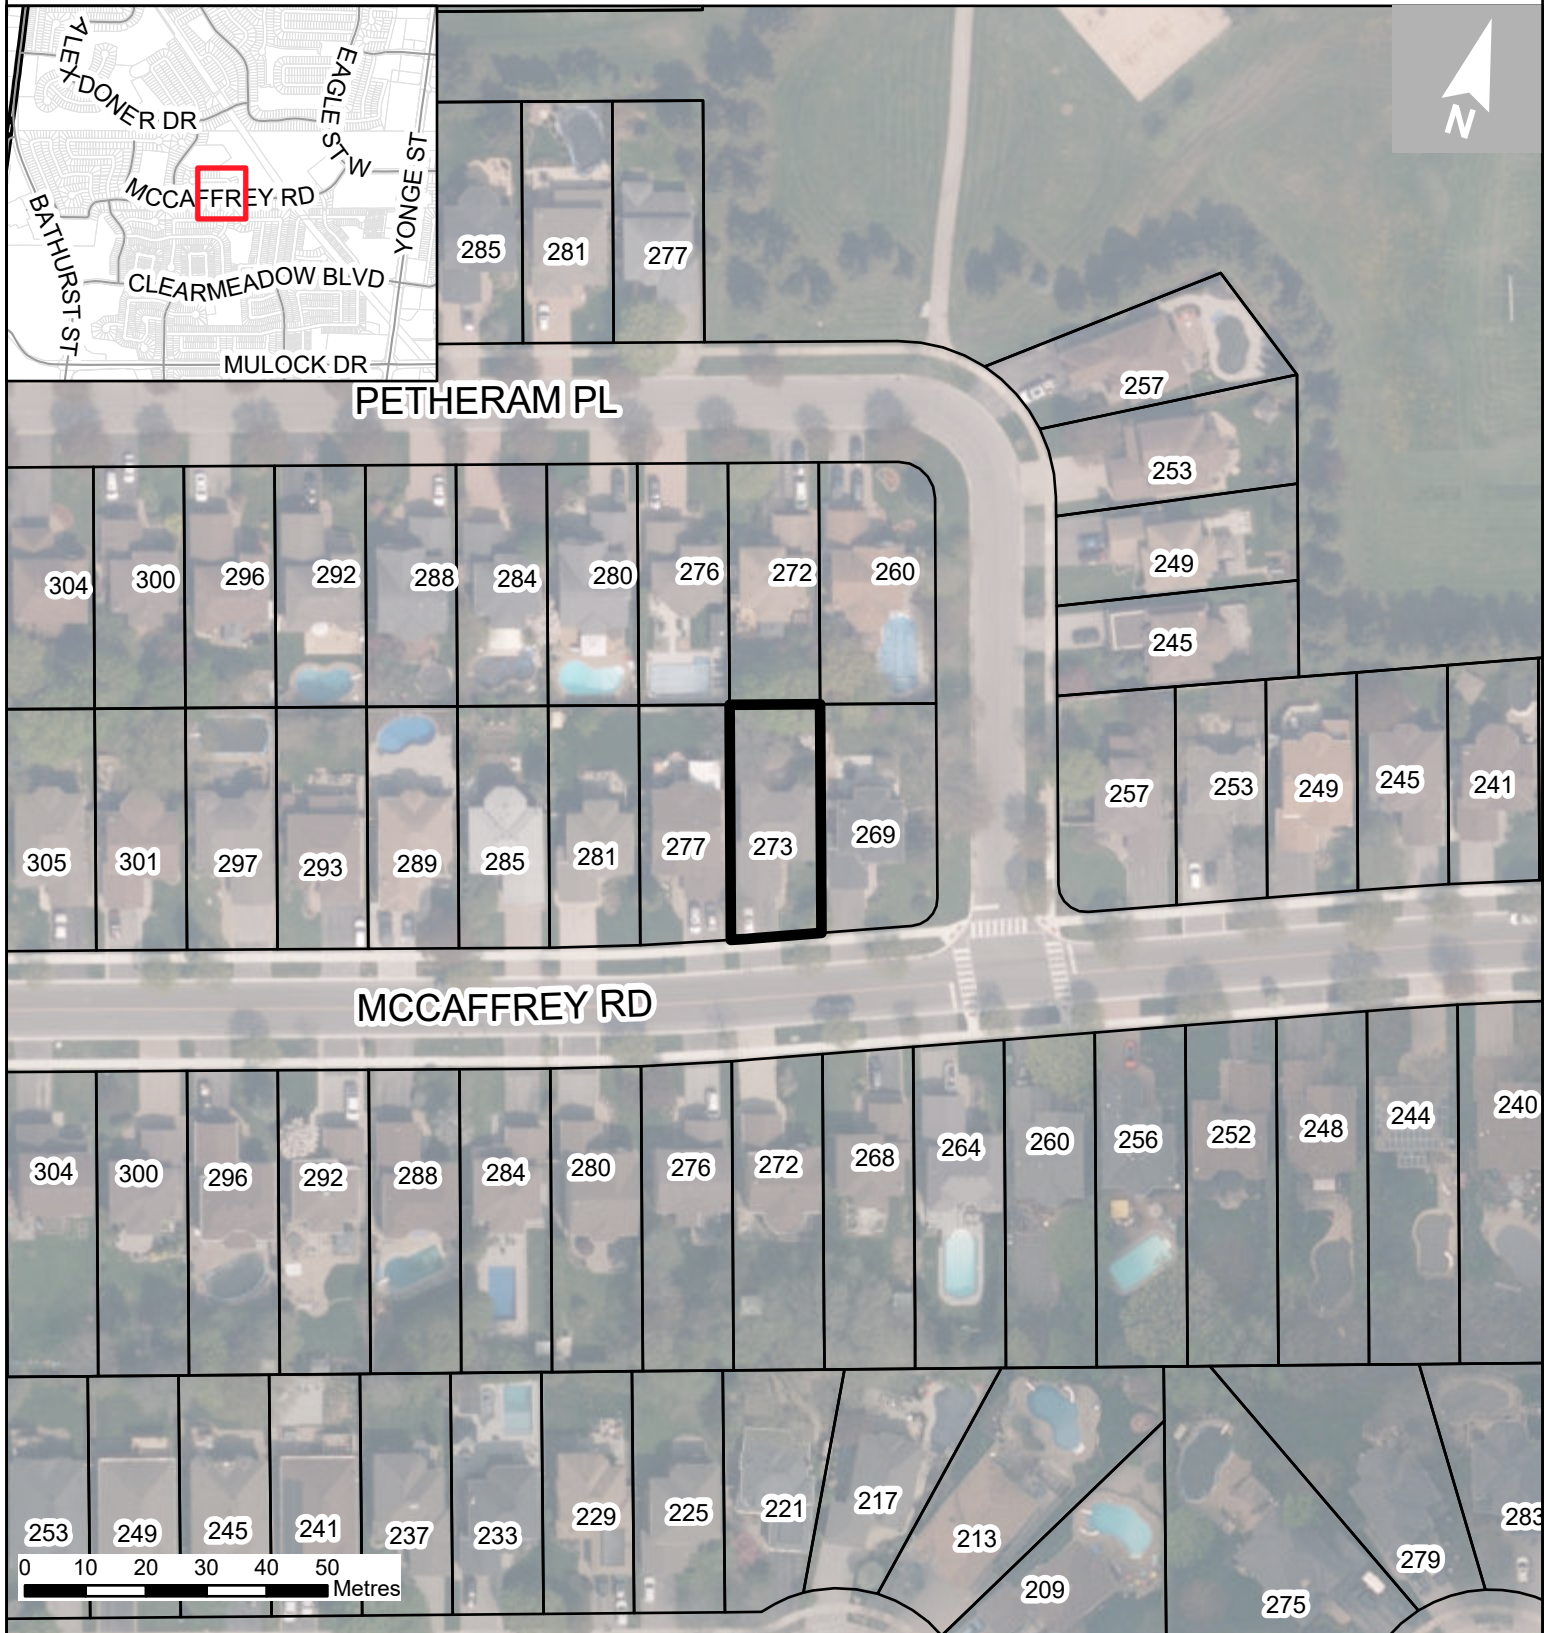 ALEX DONER DR
EAGLE ST W
YONGE ST
MCCAFFREY RD
BATHURST ST
CLEARMEADOW BLVD
MULOCK DR
N
285 281 277
257
PETHERAM PL
253
304 300 296 292 288 284 280 276 272 260
249
245
305 301 297 293 289 285 281 277 273 269
257 253 249 245 241
MCCAFFREY RD
304 300 296 292 288 284 280 276 272 268 264 260 256 252 248 244 240
253 249 245 241 237 233 229 225 221 217 213 209 275 279 283
0 10 20 30 40 50
Metres